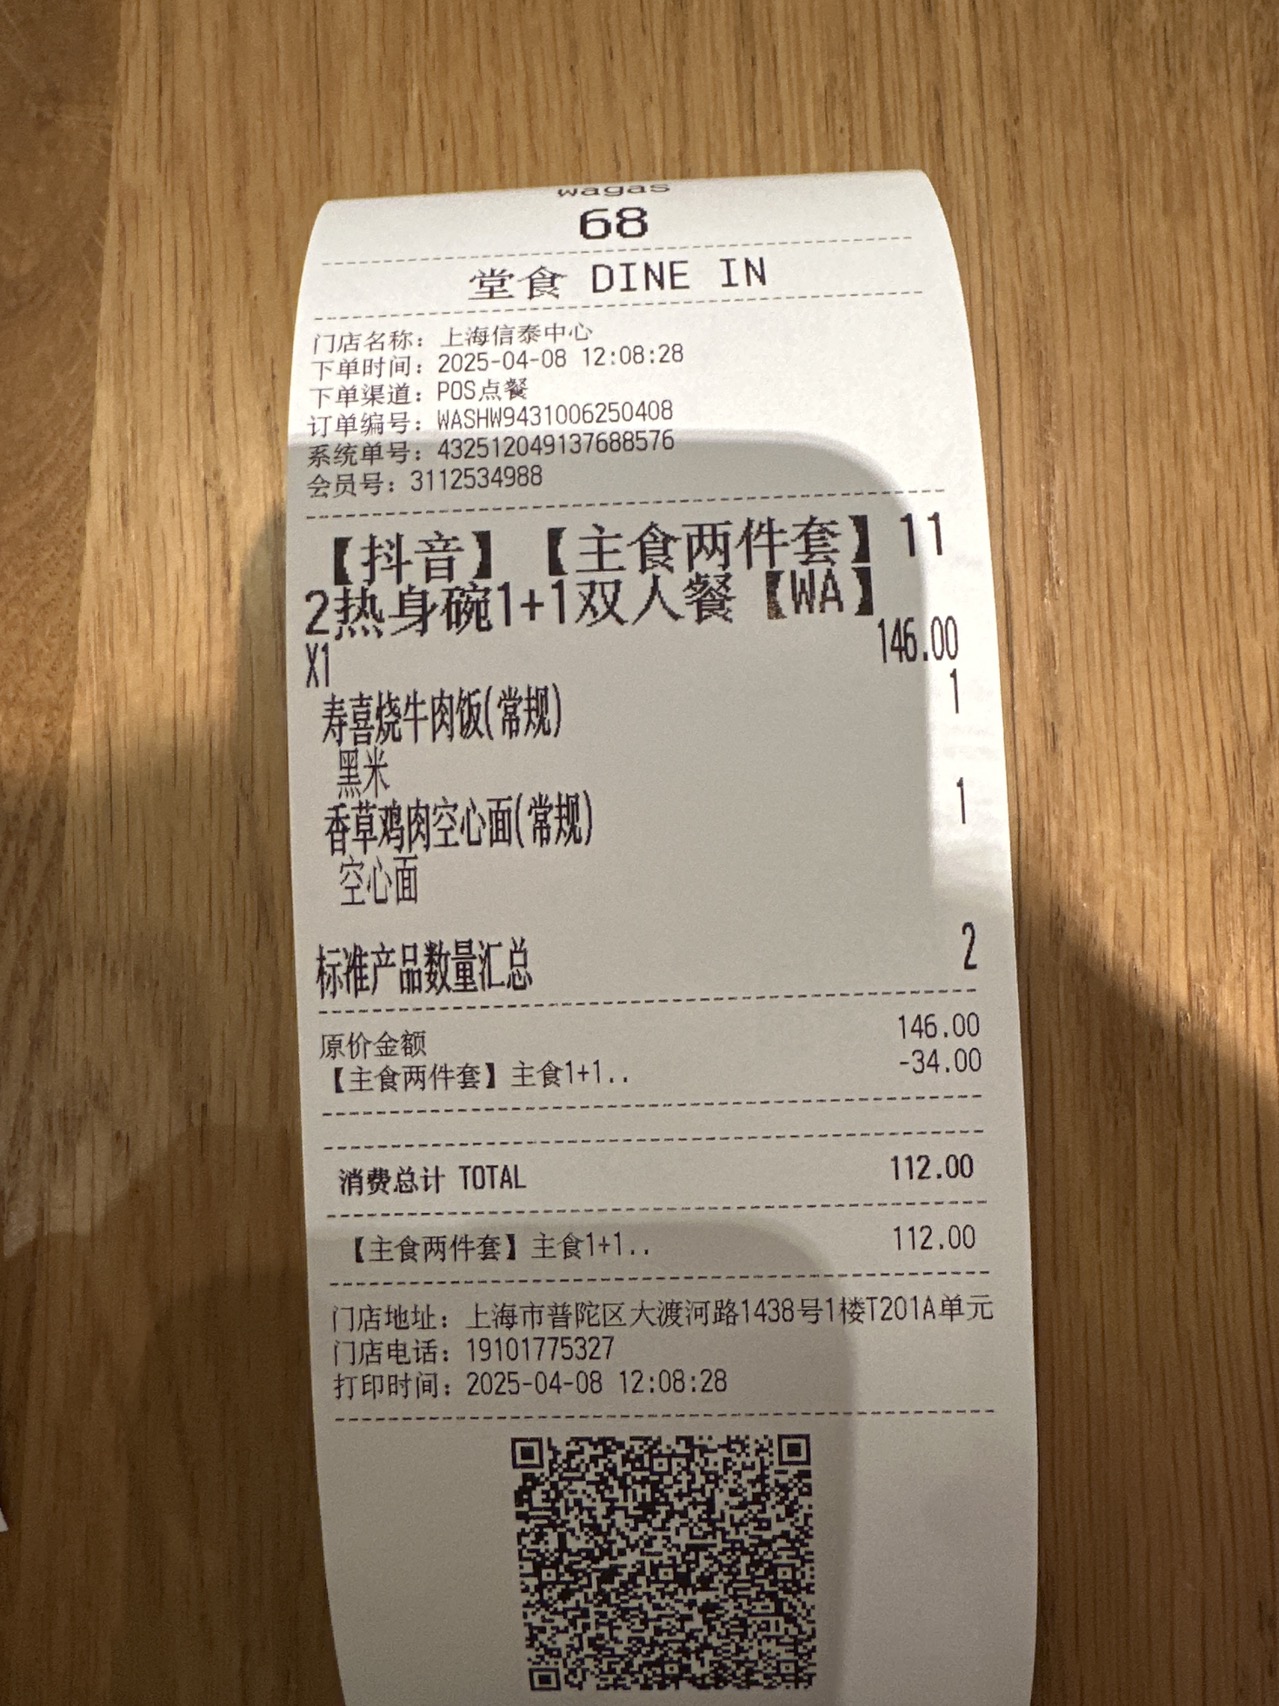 wagas
68
堂食 DINE IN
门店名称：上海信泰中心
下单时间：2025-04-08 12:08:28
下单渠道：POS点餐
订单编号：WASHW9431006250408
系统单号：432512049137688576
会员号：3112534988
【抖音】【主食两件套】11
2热身碗1+1双人餐【WA】
X1 146.00
寿喜烧牛肉饭(常规) 1
黑米
香草鸡肉空心面(常规) 1
空心面
标准产品数量汇总 2
原价金额 146.00
【主食两件套】主食1+1.. -34.00
消费总计 TOTAL 112.00
【主食两件套】主食1+1.. 112.00
门店地址：上海市普陀区大渡河路1438号1楼T201A单元
门店电话：19101775327
打印时间：2025-04-08 12:08:28